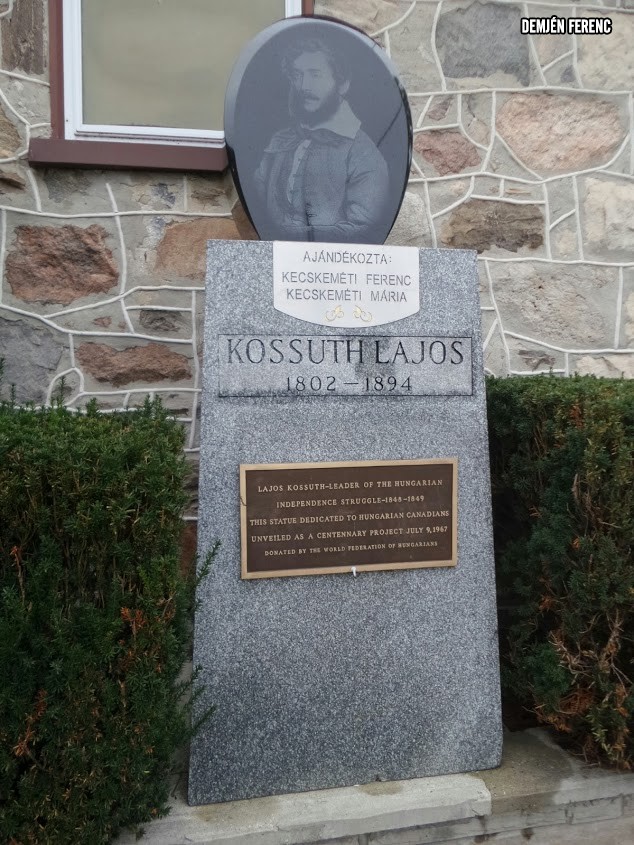 DEMJÉN FERENC
AJÁNDÉKOZTA:
KECSKEMÉTI FERENC
KECSKEMÉTI MÁRIA
KOSSUTH LAJOS
1802 – 1894
LAJOS KOSSUTH–LEADER OF THE HUNGARIAN
INDEPENDENCE STRUGGLE–1848–1849
THIS STATUE DEDICATED TO HUNGARIAN CANADIANS
UNVEILED AS A CENTENNARY PROJECT JULY 9, 1967
DONATED BY THE WORLD FEDERATION OF HUNGARIANS